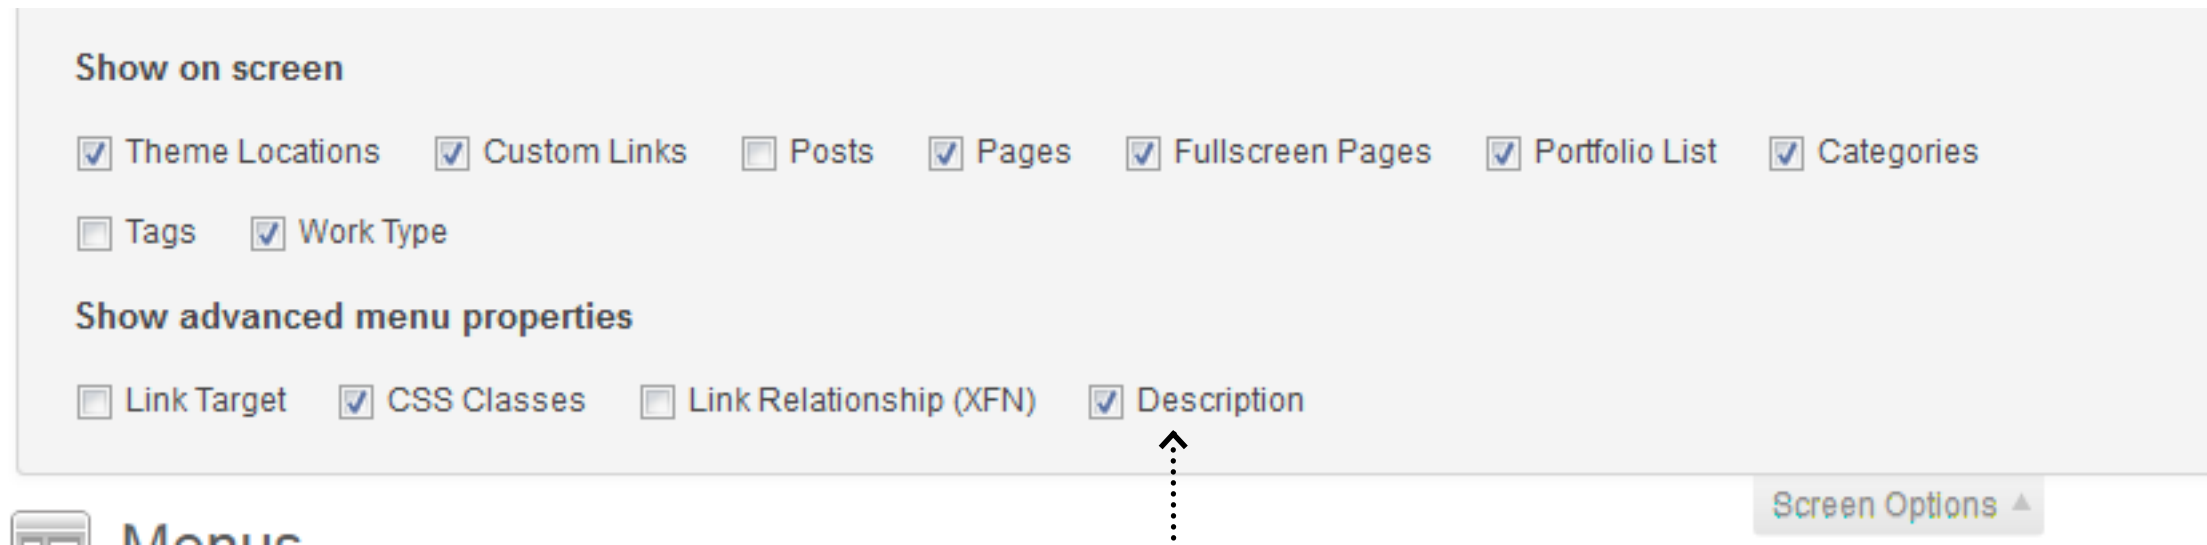 Show on screen
Theme Locations Custom Links Posts Pages Fullscreen Pages Portfolio List Categories
Tags Work Type
Show advanced menu properties
Link Target CSS Classes Link Relationship (XFN) Description
Screen Options
Menus